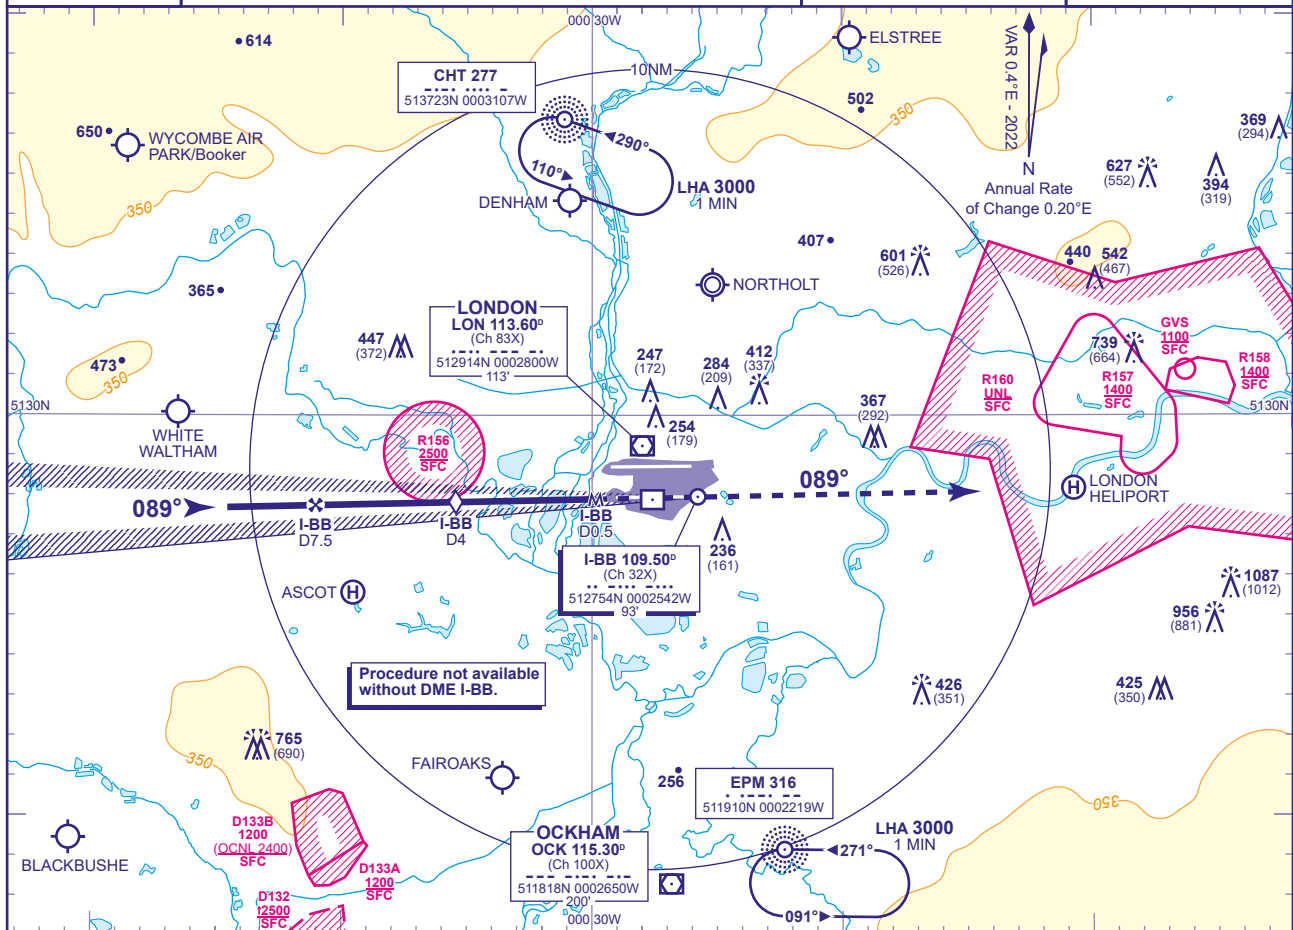 000 30W
614
ELSTREE
10NM
CHT 277
513723N 0003107W
VAR 0.4°E - 2022
502
350
369
(294)
650
WYCOMBE AIR
PARK/Booker
290°
110°
N
627
(552)
394
(319)
LHA 3000
1 MIN
Annual Rate
of Change 0.20°E
DENHAM
350
407
601
(526)
440
542
(467)
NORTHOLT
365
LONDON
LON 113.60ᴰ
(Ch 83X)
512914N 0002800W
113'
447
(372)
GVS
1100
SFC
739
(664)
247
(172)
284
(209)
412
(337)
R158
1400
SFC
473
350
R160
UNL
SFC
R157
1400
SFC
5130N
5130N
367
(292)
254
(179)
WHITE
WALTHAM
R156
2500
SFC
089°
089°
LONDON
HELIPORT
H
I-BB
D7.5
I-BB
D4
I-BB
D0.5
236
(161)
I-BB 109.50ᴰ
(Ch 32X)
512754N 0002542W
93'
ASCOT H
1087
(1012)
956
(881)
Procedure not available
without DME I-BB.
426
(351)
425
(350)
765
(690)
350
FAIROAKS
256
EPM 316
511910N 0002219W
350
D133B
1200
(OCNL 2400)
SFC
OCKHAM
OCK 115.30ᴰ
(Ch 100X)
511818N 0002650W
200'
LHA 3000
1 MIN
271°
091°
BLACKBUSHE
D133A
1200
SFC
D132
2500
SFC
000 30W